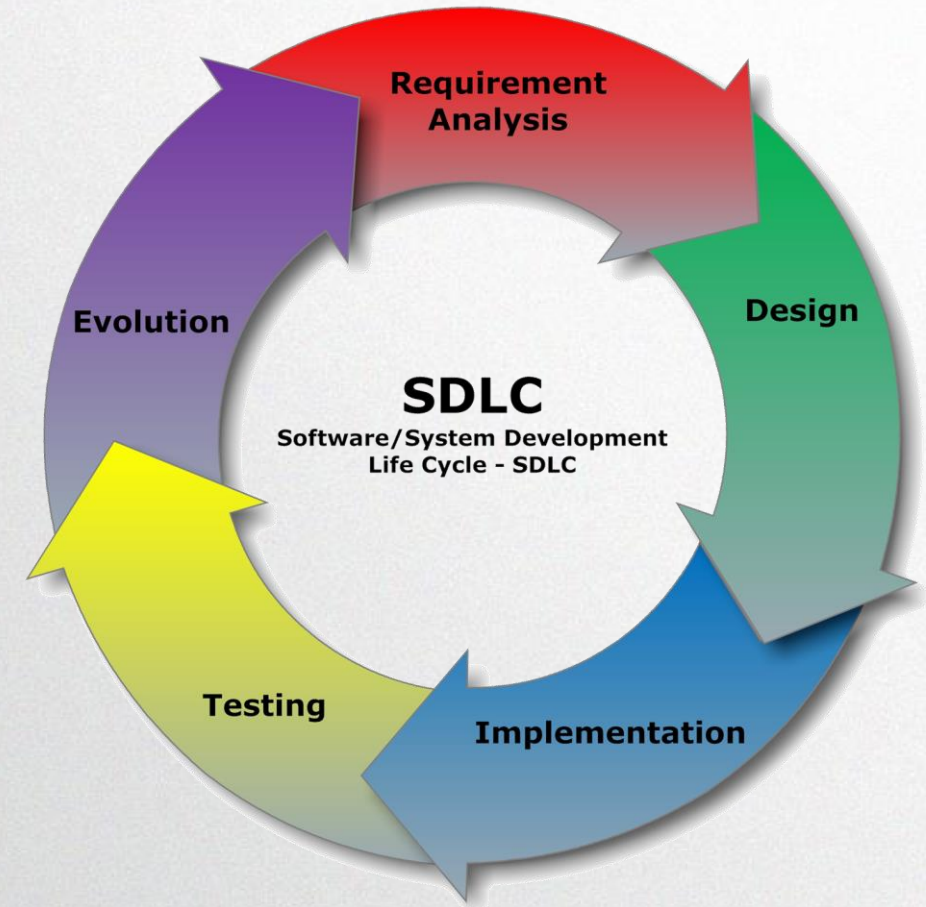 Requirement
Analysis
Design
Implementation
Testing
Evolution
SDLC
Software/System Development
Life Cycle - SDLC